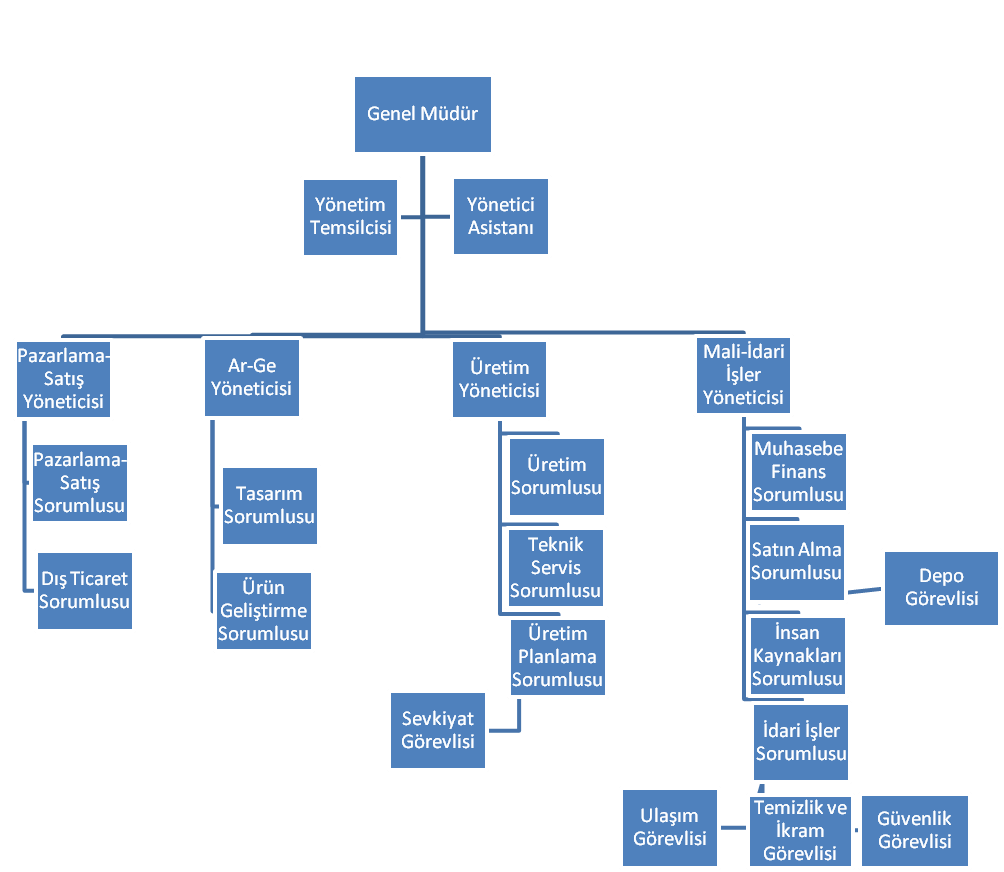 Genel Müdür
Yönetim
Temsilcisi
Yönetici
Asistanı
Pazarlama-
Satış
Yöneticisi
Ar-Ge
Yöneticisi
Üretim
Yöneticisi
Mali-İdari
İşler
Yöneticisi
Pazarlama-
Satış
Sorumlusu
Dış Ticaret
Sorumlusu
Tasarım
Sorumlusu
Ürün
Geliştirme
Sorumlusu
Üretim
Sorumlusu
Teknik
Servis
Sorumlusu
Üretim
Planlama
Sorumlusu
Sevkiyat
Görevlisi
Muhasebe
Finans
Sorumlusu
Satın Alma
Sorumlusu
Depo
Görevlisi
İnsan
Kaynakları
Sorumlusu
İdari İşler
Sorumlusu
Ulaşım
Görevlisi
Temizlik ve
İkram
Görevlisi
Güvenlik
Görevlisi